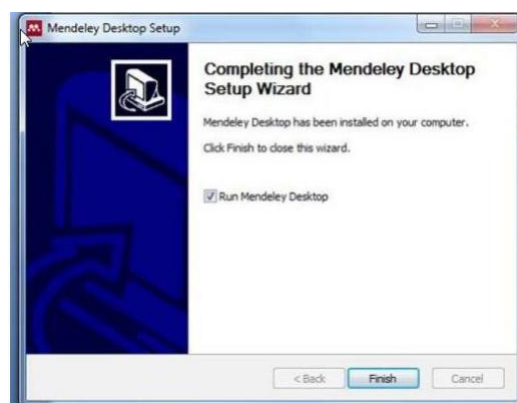 Mendeley Desktop Setup
Completing the Mendeley Desktop
Setup Wizard
Mendeley Desktop has been installed on your computer.
Click Finish to close this wizard.
Run Mendeley Desktop
< Back Finish Cancel